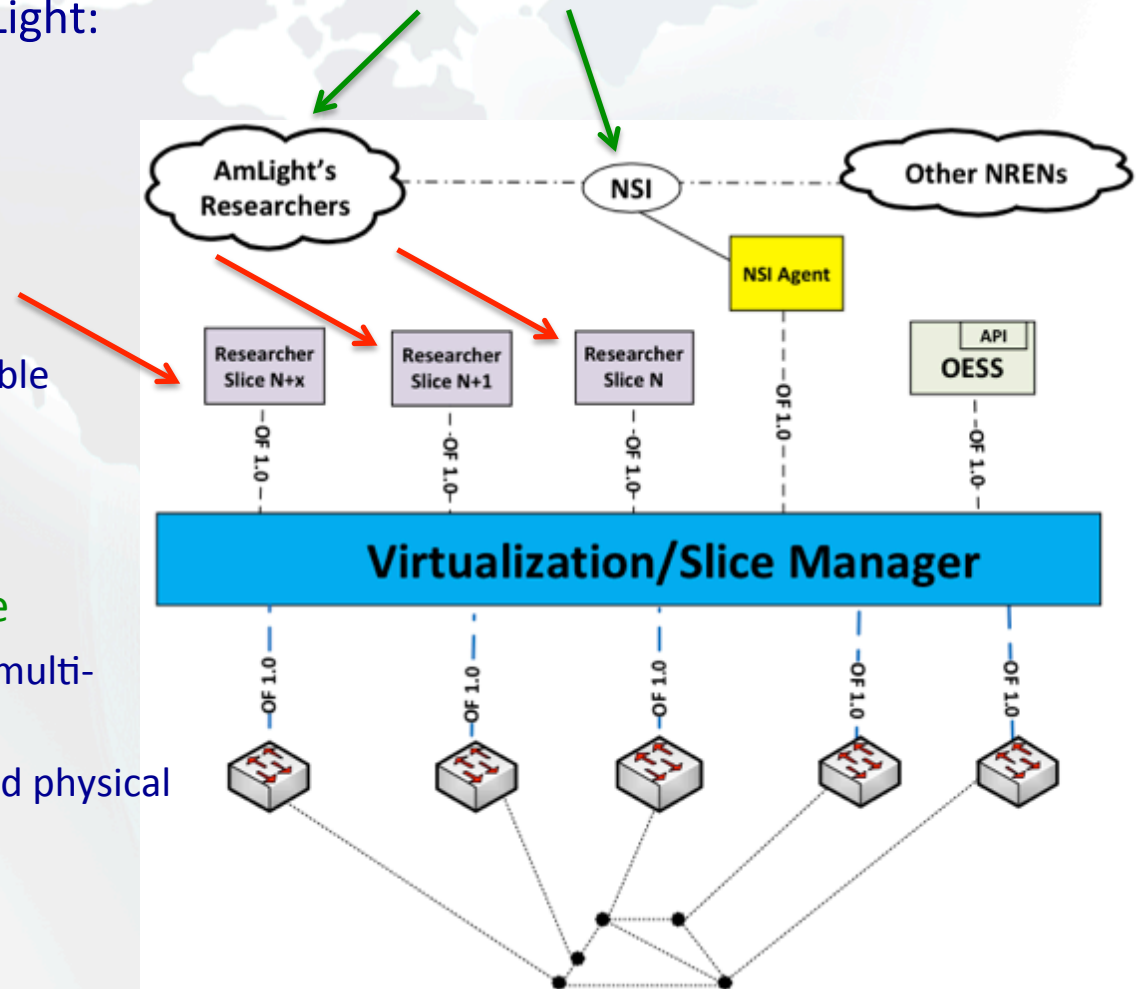 Light:
AmLight's
Researchers
NSI
Other NRENs
NSI Agent
API
OESS
Researcher
Slice N+x
Researcher
Slice N+1
Researcher
Slice N
ble
OF 1.0
OF 1.0
OF 1.0
OF 1.0
OF 1.0
Virtualization/Slice Manager
e
multi-
d physical
OF 1.0
OF 1.0
OF 1.0
OF 1.0
OF 1.0